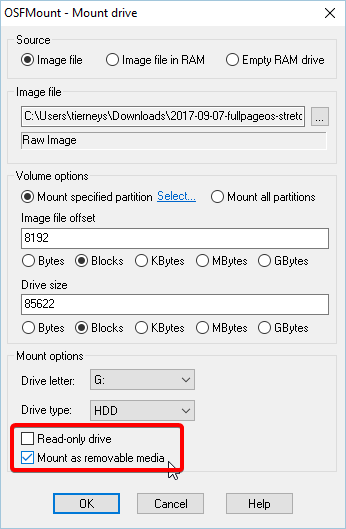 OSFMount - Mount drive
Source
Image file
Image file in RAM
Empty RAM drive
Image file
C:\Users\tierneys\Downloads\2017-09-07-fullpageos-stretc
...
Raw Image
Volume options
Mount specified partition Select... Mount all partitions
Image file offset
8192
Bytes Blocks KBytes MBytes GBytes
Drive size
85622
Bytes Blocks KBytes MBytes GBytes
Mount options
Drive letter: G:
Drive type: HDD
Read-only drive
Mount as removable media
OK Cancel Help